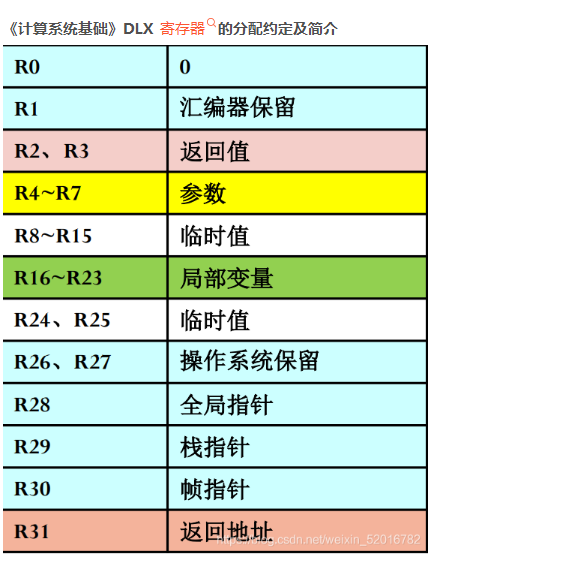 《计算系统基础》DLX 寄存器的分配约定及简介
R0 0
R1 汇编器保留
R2、R3 返回值
R4~R7 参数
R8~R15 临时值
R16~R23 局部变量
R24、R25 临时值
R26、R27 操作系统保留
R28 全局指针
R29 栈指针
R30 帧指针
R31 返回地址
https://blog.csdn.net/weixin_52016782